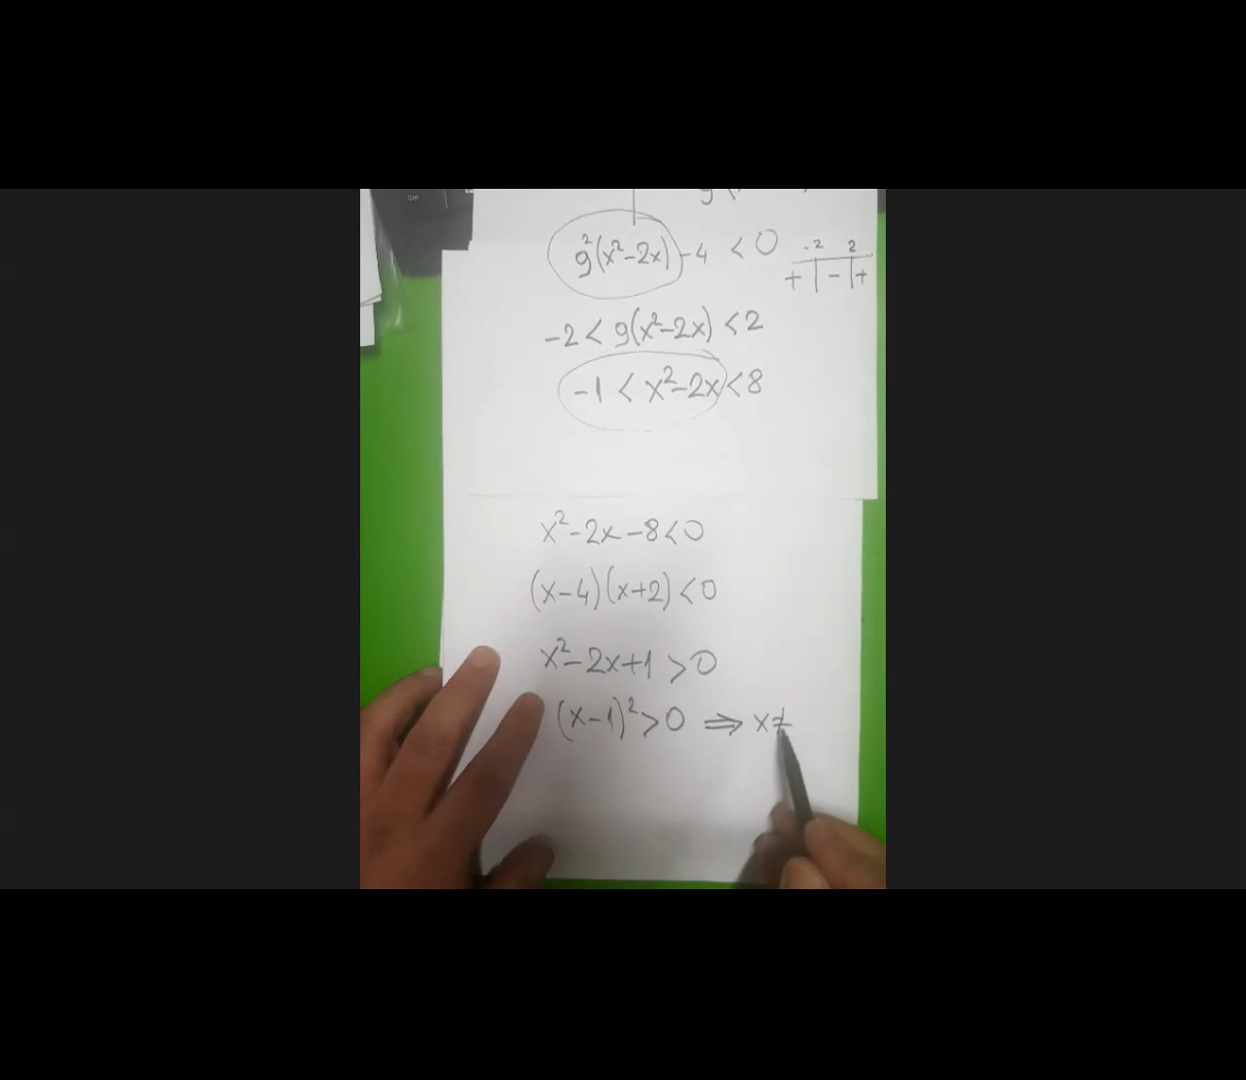 g²(x²-2x)-4 < 0
-2 2
+ | - | +
-2 < g(x²-2x) < 2
-1 < x²-2x < 8
x²-2x-8<0
(x-4)(x+2)<0
x²-2x+1 >0
(x-1)²>0 ⇒ x≠